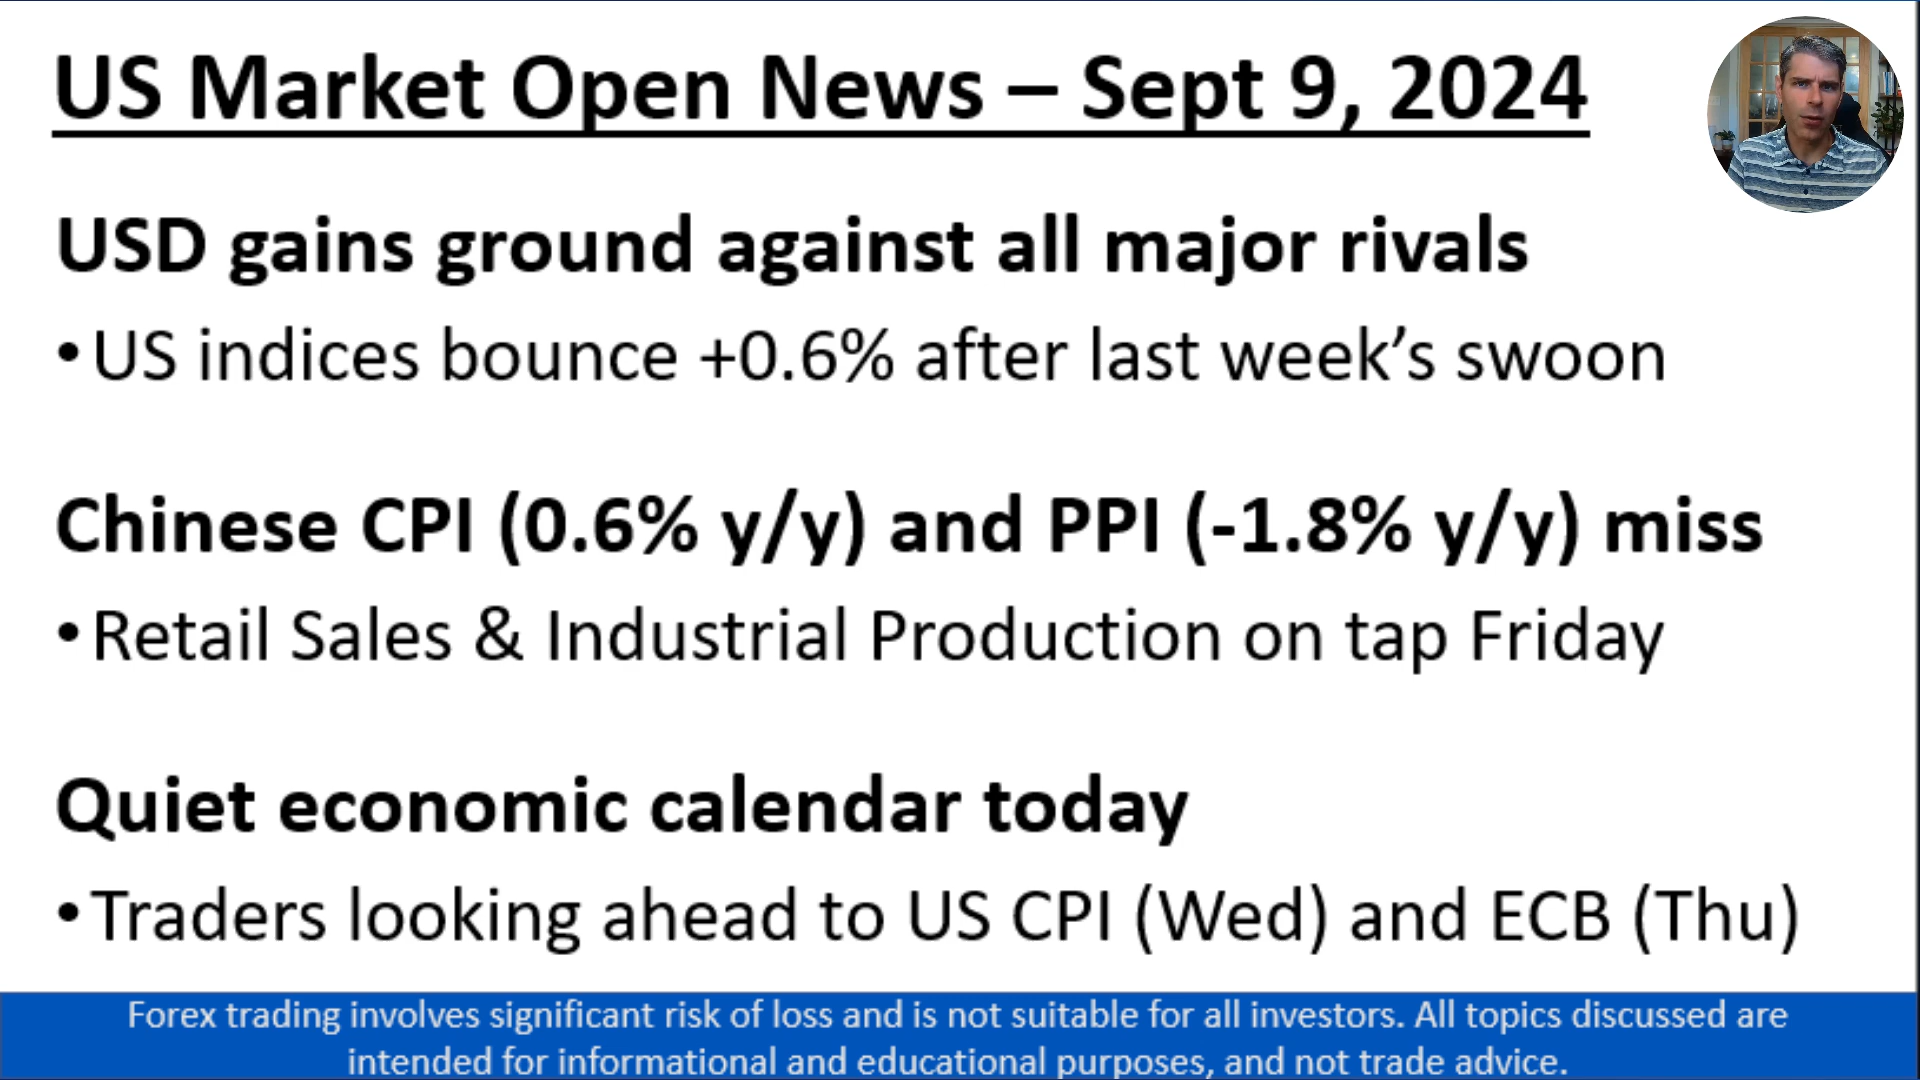 US Market Open News – Sept 9, 2024
USD gains ground against all major rivals
•US indices bounce +0.6% after last week’s swoon
Chinese CPI (0.6% y/y) and PPI (-1.8% y/y) miss
•Retail Sales & Industrial Production on tap Friday
Quiet economic calendar today
•Traders looking ahead to US CPI (Wed) and ECB (Thu)
Forex trading involves significant risk of loss and is not suitable for all investors. All topics discussed are
intended for informational and educational purposes, and not trade advice.